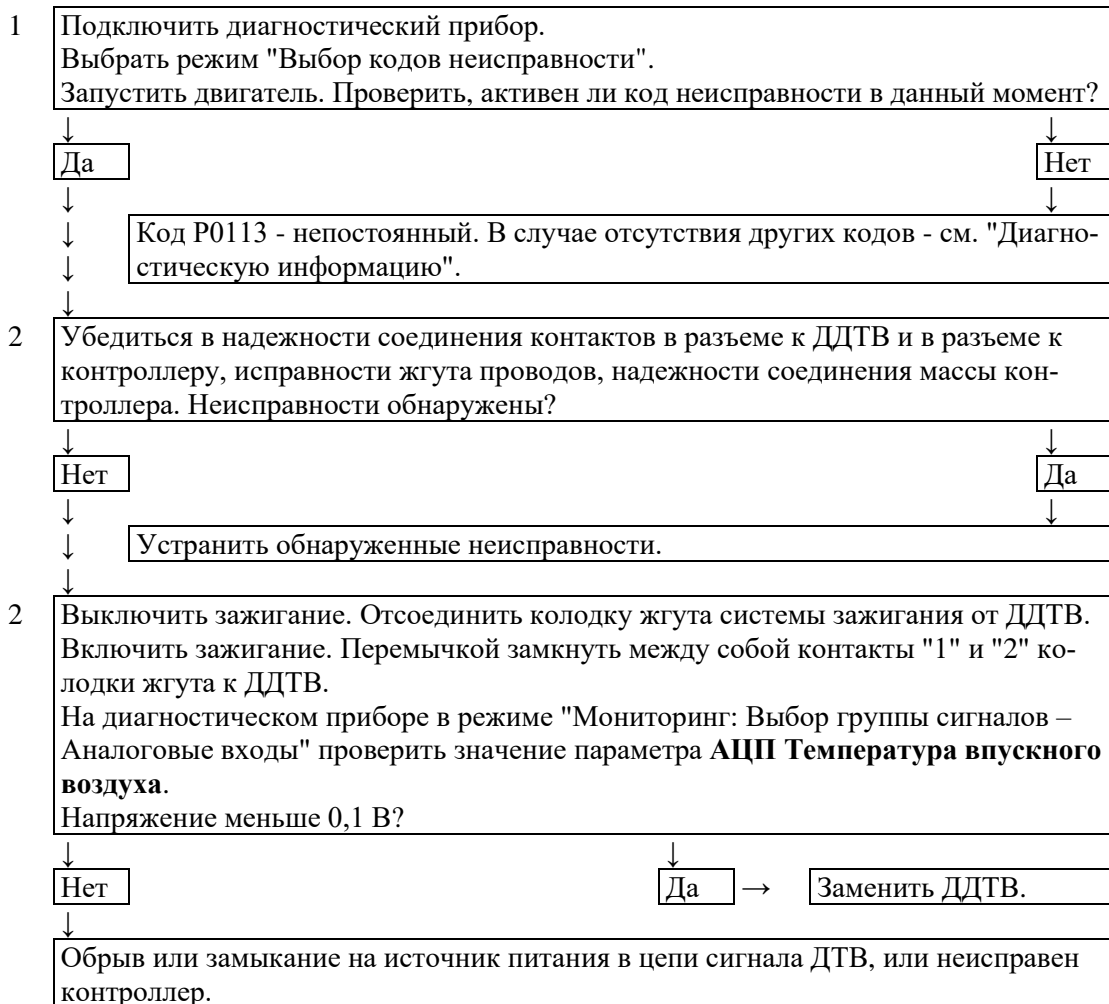 1 Подключить диагностический прибор.
Выбрать режим "Выбор кодов неисправности".
Запустить двигатель. Проверить, активен ли код неисправности в данный момент?
↓ ↓
Да Нет
↓ ↓
↓ Код Р0113 - непостоянный. В случае отсутствия других кодов - см. "Диагно-
↓ стическую информацию".
↓
2 Убедиться в надежности соединения контактов в разъеме к ДДТВ и в разъеме к
контроллеру, исправности жгута проводов, надежности соединения массы кон-
троллера. Неисправности обнаружены?
↓ ↓
Нет Да
↓ ↓
↓ Устранить обнаруженные неисправности.
↓
2 Выключить зажигание. Отсоединить колодку жгута системы зажигания от ДДТВ.
Включить зажигание. Перемычкой замкнуть между собой контакты "1" и "2" ко-
лодки жгута к ДДТВ.
На диагностическом приборе в режиме "Мониторинг: Выбор группы сигналов –
Аналоговые входы" проверить значение параметра АЦП Температура впускного
воздуха.
Напряжение меньше 0,1 В?
↓ ↓
Нет Да → Заменить ДДТВ.
↓
Обрыв или замыкание на источник питания в цепи сигнала ДТВ, или неисправен
контроллер.